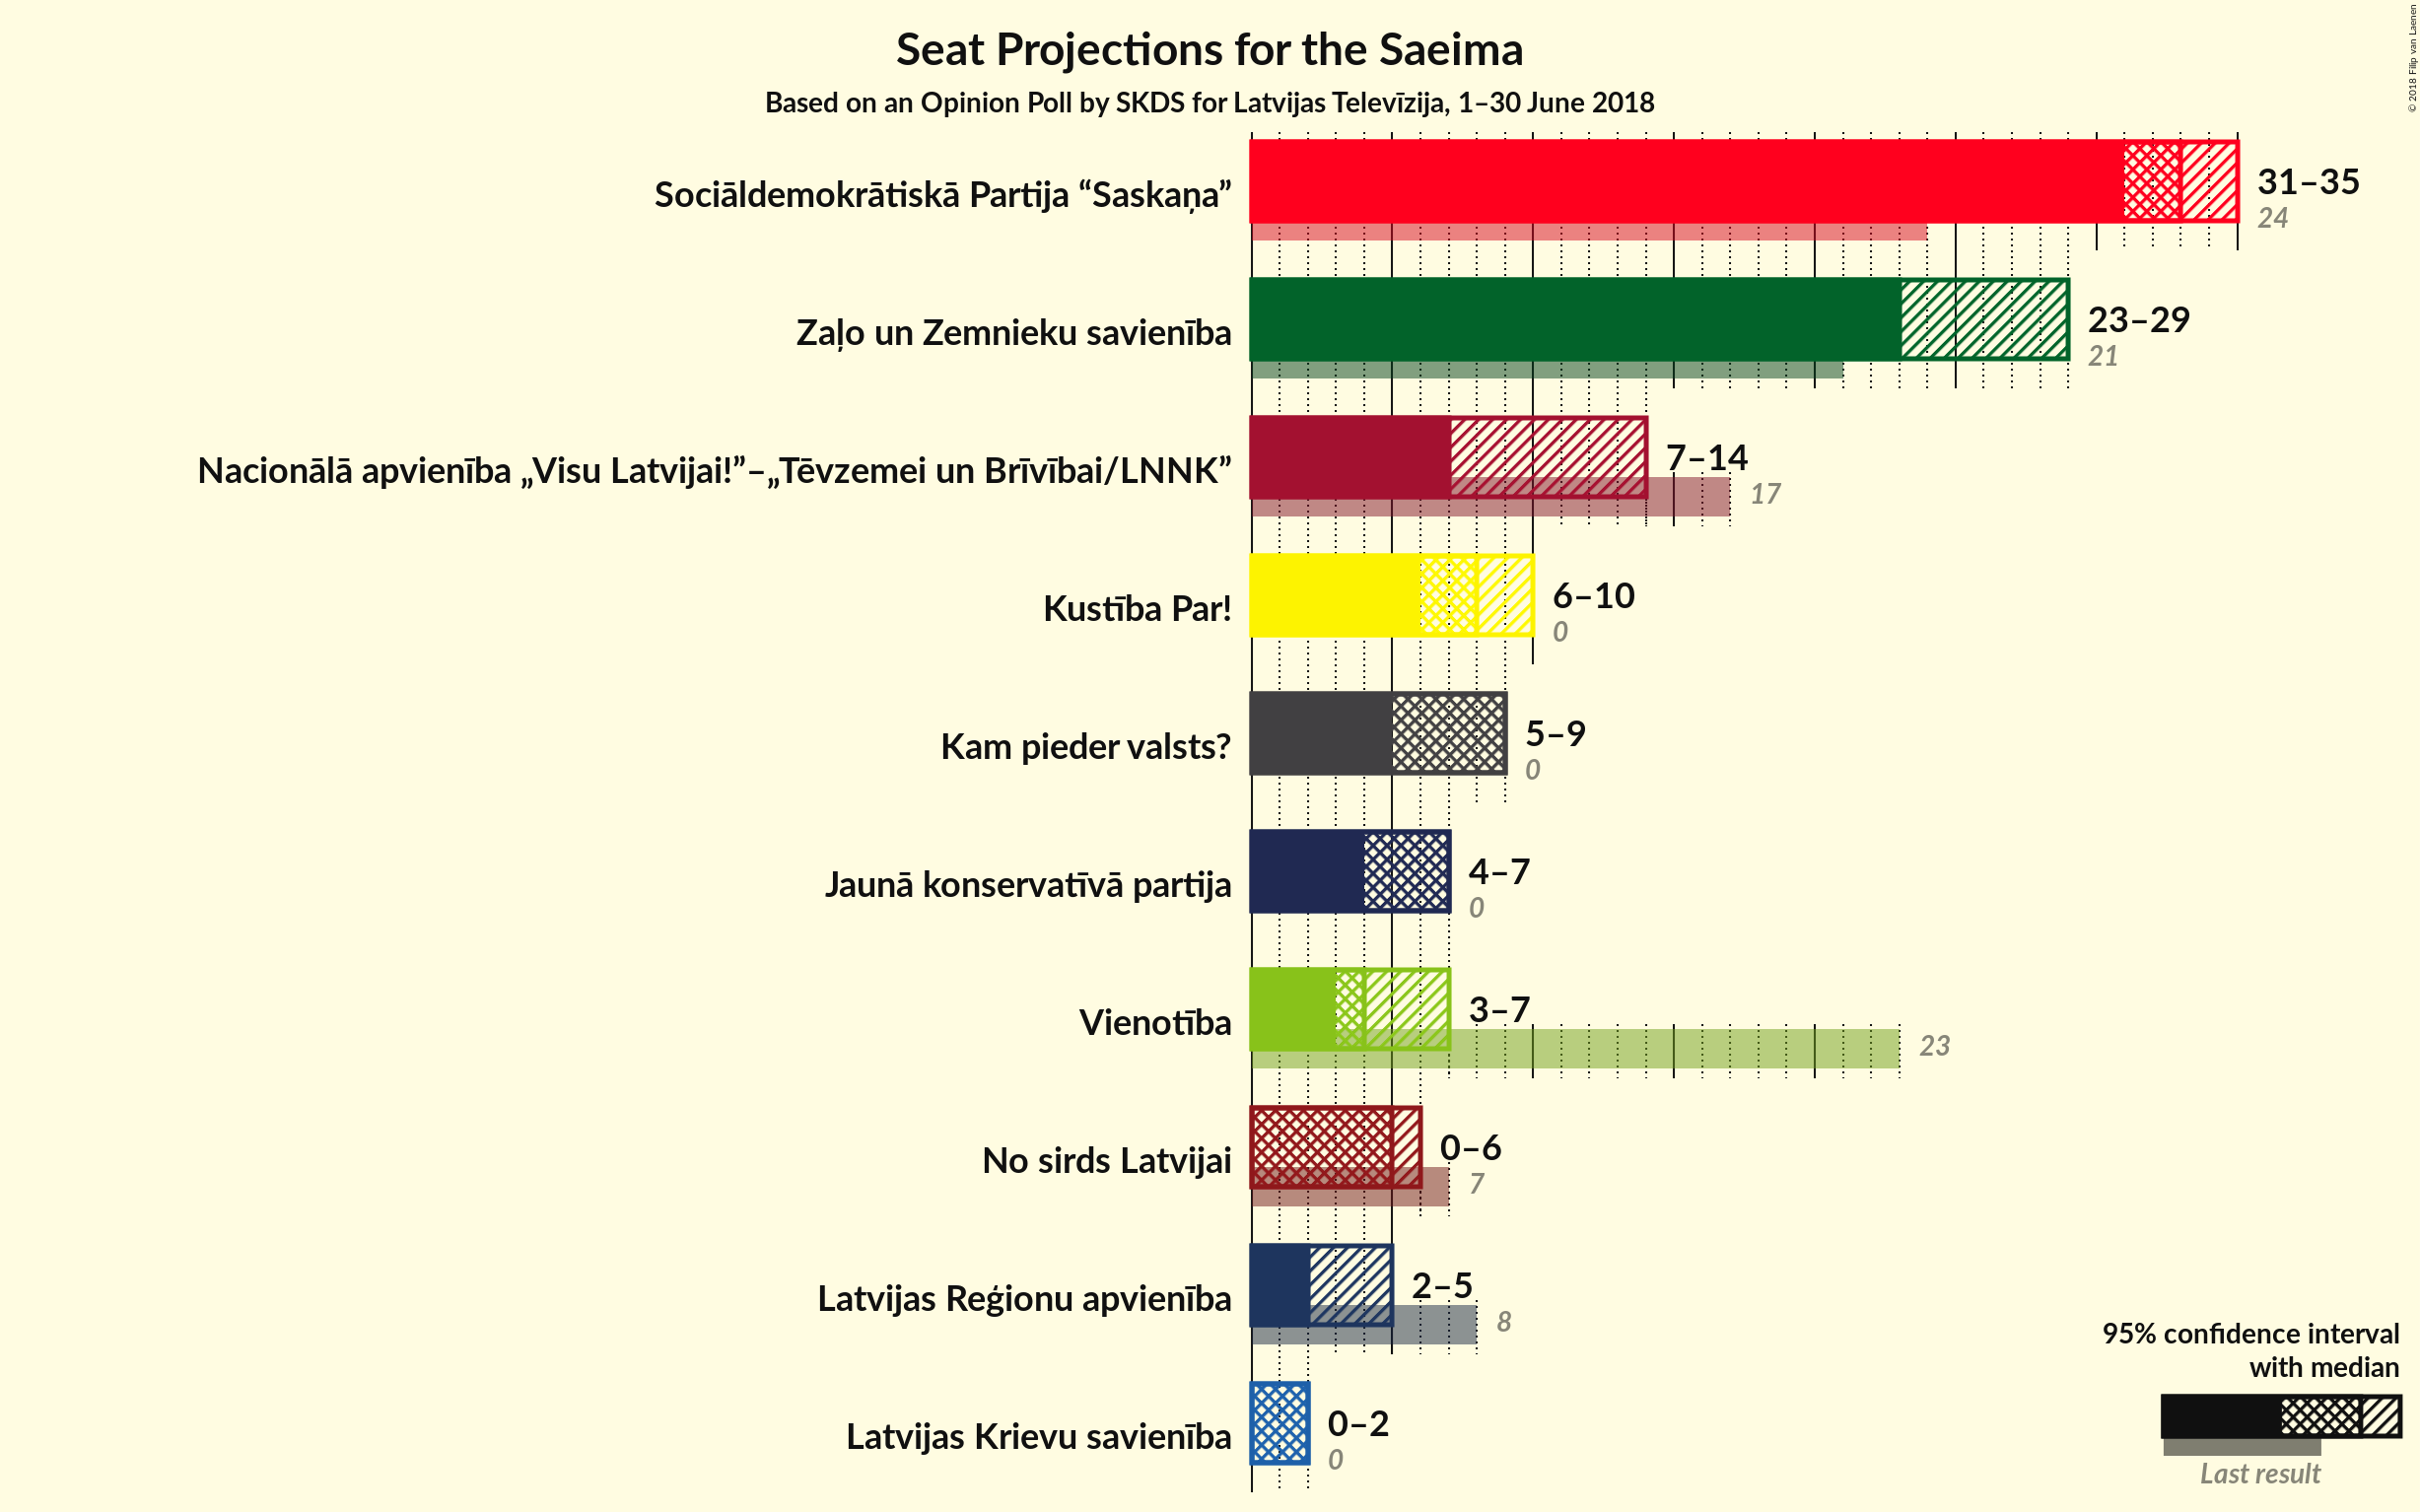 Seat Projections for the Saeima
Based on an Opinion Poll by SKDS for Latvijas Televīzija, 1–30 June 2018
© 2018 Filip van Laenen
Sociāldemokrātiskā Partija “Saskaņa”
31–35
24
Zaļo un Zemnieku savienība
23–29
21
Nacionālā apvienība „Visu Latvijai!”–„Tēvzemei un Brīvībai/LNNK”
7–14
17
Kustība Par!
6–10
0
Kam pieder valsts?
5–9
0
Jaunā konservatīvā partija
4–7
0
Vienotība
3–7
23
No sirds Latvijai
0–6
7
Latvijas Reģionu apvienība
2–5
8
Latvijas Krievu savienība
0–2
0
95% confidence interval
with median
Last result